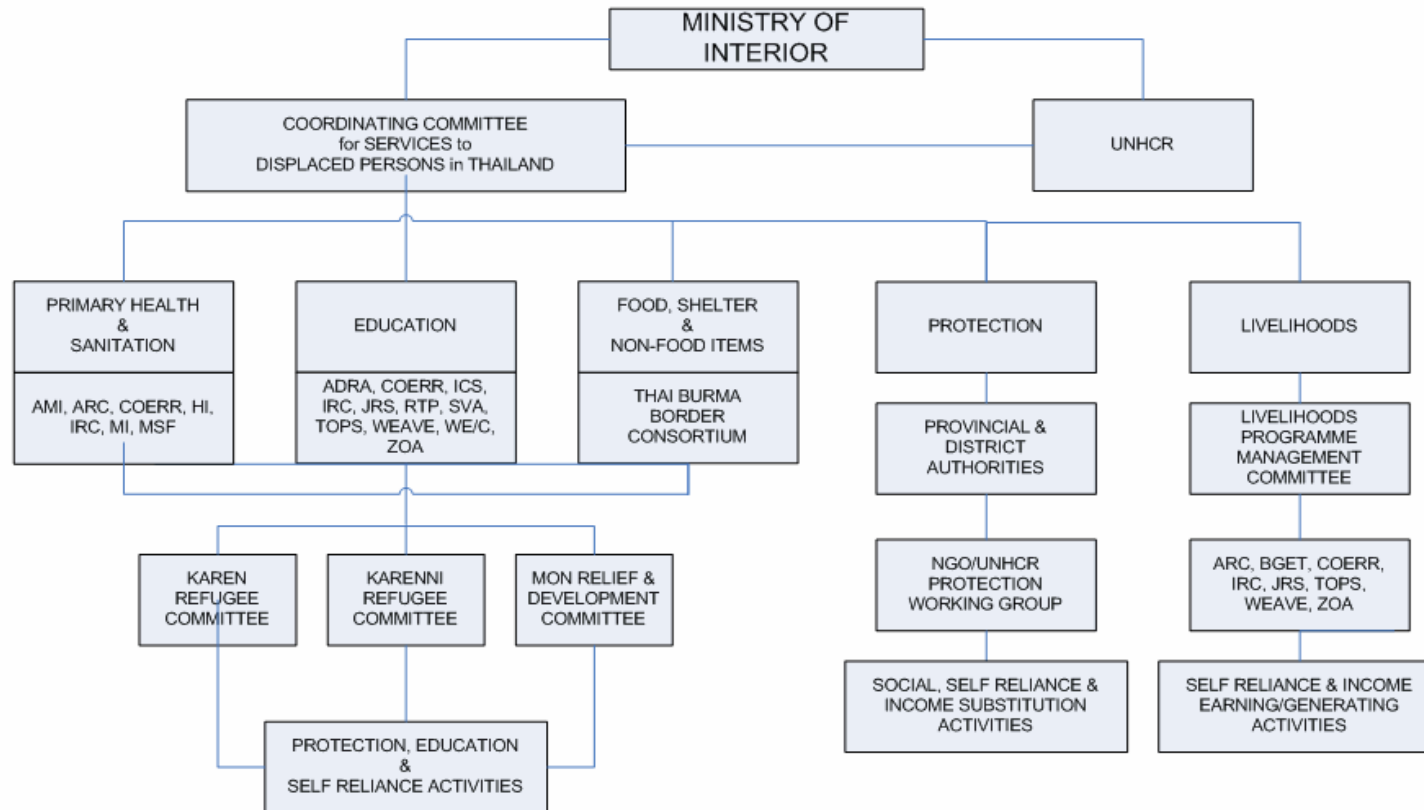 MINISTRY OF
INTERIOR
COORDINATING COMMITTEE
for SERVICES to
DISPLACED PERSONS in THAILAND
UNHCR
PRIMARY HEALTH
&
SANITATION
AMI, ARC, COERR, HI,
IRC, MI, MSF
EDUCATION
ADRA, COERR, ICS,
IRC, JRS, RTP, SVA,
TOPS, WEAVE, WE/C,
ZOA
FOOD, SHELTER
&
NON-FOOD ITEMS
THAI BURMA
BORDER
CONSORTIUM
PROTECTION
PROVINCIAL &
DISTRICT
AUTHORITIES
LIVELIHOODS
LIVELIHOODS
PROGRAMME
MANAGEMENT
COMMITTEE
KAREN
REFUGEE
COMMITTEE
KARENNI
REFUGEE
COMMITTEE
MON RELIEF &
DEVELOPMENT
COMMITTEE
NGO/UNHCR
PROTECTION
WORKING GROUP
ARC, BGET, COERR,
IRC, JRS, TOPS,
WEAVE, ZOA
PROTECTION, EDUCATION
&
SELF RELIANCE ACTIVITIES
SOCIAL, SELF RELIANCE &
INCOME SUBSTITUTION
ACTIVITIES
SELF RELIANCE & INCOME
EARNING/GENERATING
ACTIVITIES